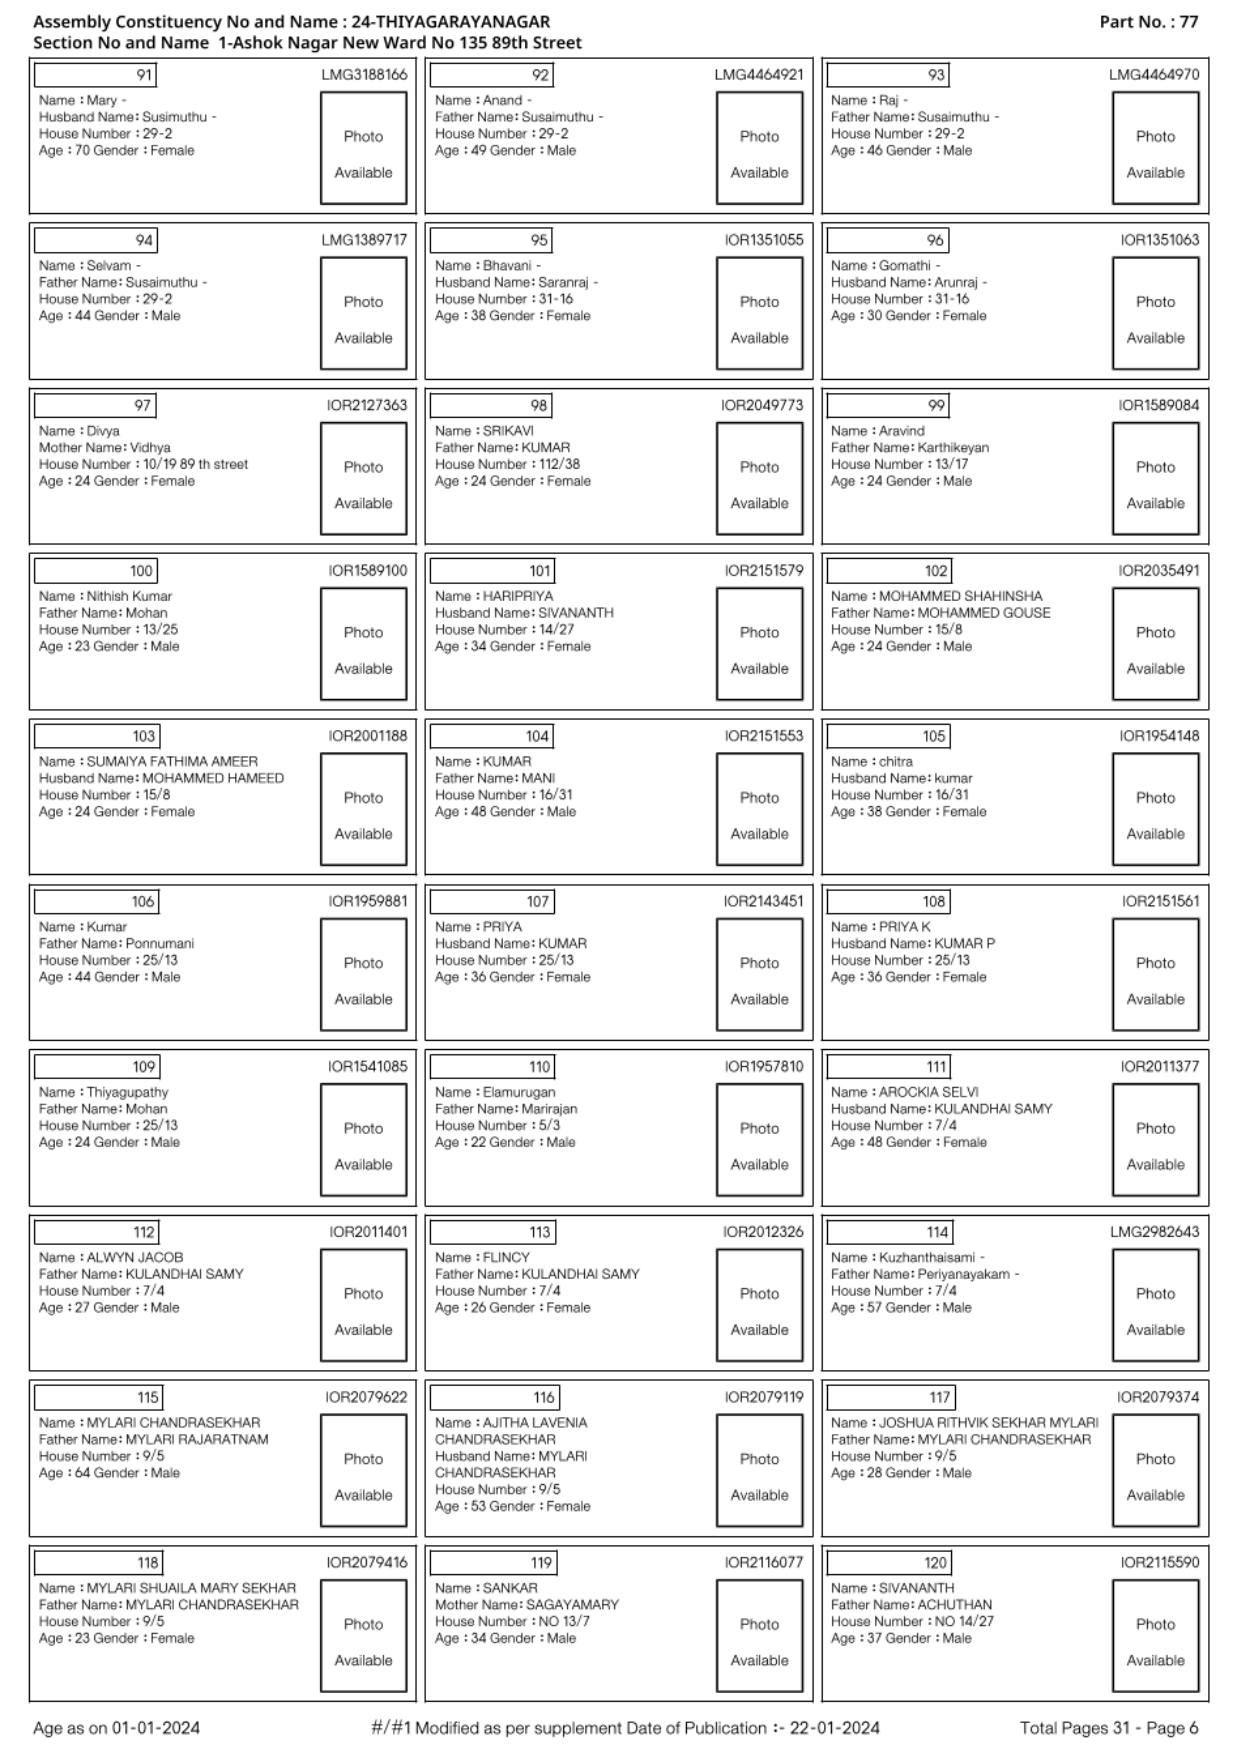 Assembly Constituency No and Name : 24-THIYAGARAYANAGAR
Part No. : 77
Section No and Name 1-Ashok Nagar New Ward No 135 89th Street
91 LMG3188166
Name : Mary -
Husband Name: Susimuthu -
House Number : 29-2
Age : 70 Gender : Female
Photo
Available
92 LMG4464921
Name : Anand -
Father Name: Susaimuthu -
House Number : 29-2
Age : 49 Gender : Male
Photo
Available
93 LMG4464970
Name : Raj -
Father Name: Susaimuthu -
House Number : 29-2
Age : 46 Gender : Male
Photo
Available
94 LMG1389717
Name : Selvam -
Father Name: Susaimuthu -
House Number : 29-2
Age : 44 Gender : Male
Photo
Available
95 IOR1351055
Name : Bhavani -
Husband Name: Saranraj -
House Number : 31-16
Age : 38 Gender : Female
Photo
Available
96 IOR1351063
Name : Gomathi -
Husband Name: Arunraj -
House Number : 31-16
Age : 30 Gender : Female
Photo
Available
97 IOR2127363
Name : Divya
Mother Name: Vidhya
House Number : 10/19 89 th street
Age : 24 Gender : Female
Photo
Available
98 IOR2049773
Name : SRIKAVI
Father Name: KUMAR
House Number : 112/38
Age : 24 Gender : Female
Photo
Available
99 IOR1589084
Name : Aravind
Father Name: Karthikeyan
House Number : 13/17
Age : 24 Gender : Male
Photo
Available
100 IOR1589100
Name : Nithish Kumar
Father Name: Mohan
House Number : 13/25
Age : 23 Gender : Male
Photo
Available
101 IOR2151579
Name : HARIPRIYA
Husband Name: SIVANANTH
House Number : 14/27
Age : 34 Gender : Female
Photo
Available
102 IOR2035491
Name : MOHAMMED SHAHINSHA
Father Name: MOHAMMED GOUSE
House Number : 15/8
Age : 24 Gender : Male
Photo
Available
103 IOR2001188
Name : SUMAIYA FATHIMA AMEER
Husband Name: MOHAMMED HAMEED
House Number : 15/8
Age : 24 Gender : Female
Photo
Available
104 IOR2151553
Name : KUMAR
Father Name: MANI
House Number : 16/31
Age : 48 Gender : Male
Photo
Available
105 IOR1954148
Name : chitra
Husband Name: kumar
House Number : 16/31
Age : 38 Gender : Female
Photo
Available
106 IOR1959881
Name : Kumar
Father Name: Ponnumani
House Number : 25/13
Age : 44 Gender : Male
Photo
Available
107 IOR2143451
Name : PRIYA
Husband Name: KUMAR
House Number : 25/13
Age : 36 Gender : Female
Photo
Available
108 IOR2151561
Name : PRIYA K
Husband Name: KUMAR P
House Number : 25/13
Age : 36 Gender : Female
Photo
Available
109 IOR1541085
Name : Thiyagupathy
Father Name: Mohan
House Number : 25/13
Age : 24 Gender : Male
Photo
Available
110 IOR1957810
Name : Elamurugan
Father Name: Marirajan
House Number : 5/3
Age : 22 Gender : Male
Photo
Available
111 IOR2011377
Name : AROCKIA SELVI
Husband Name: KULANDHAI SAMY
House Number : 7/4
Age : 48 Gender : Female
Photo
Available
112 IOR2011401
Name : ALWYN JACOB
Father Name: KULANDHAI SAMY
House Number : 7/4
Age : 27 Gender : Male
Photo
Available
113 IOR2012326
Name : FLINCY
Father Name: KULANDHAI SAMY
House Number : 7/4
Age : 26 Gender : Female
Photo
Available
114 LMG2982643
Name : Kuzhanthaisami -
Father Name: Periyanayakam -
House Number : 7/4
Age : 57 Gender : Male
Photo
Available
115 IOR2079622
Name : MYLARI CHANDRASEKHAR
Father Name: MYLARI RAJARATNAM
House Number : 9/5
Age : 64 Gender : Male
Photo
Available
116 IOR2079119
Name : AJITHA LAVENIA
CHANDRASEKHAR
Husband Name: MYLARI
CHANDRASEKHAR
House Number : 9/5
Age : 53 Gender : Female
Photo
Available
117 IOR2079374
Name : JOSHUA RITHVIK SEKHAR MYLARI
Father Name: MYLARI CHANDRASEKHAR
House Number : 9/5
Age : 28 Gender : Male
Photo
Available
118 IOR2079416
Name : MYLARI SHUAILA MARY SEKHAR
Father Name: MYLARI CHANDRASEKHAR
House Number : 9/5
Age : 23 Gender : Female
Photo
Available
119 IOR2116077
Name : SANKAR
Mother Name: SAGAYAMARY
House Number : NO 13/7
Age : 34 Gender : Male
Photo
Available
120 IOR2115590
Name : SIVANANTH
Father Name: ACHUTHAN
House Number : NO 14/27
Age : 37 Gender : Male
Photo
Available
Age as on 01-01-2024
#/#1 Modified as per supplement Date of Publication :- 22-01-2024
Total Pages 31 - Page 6